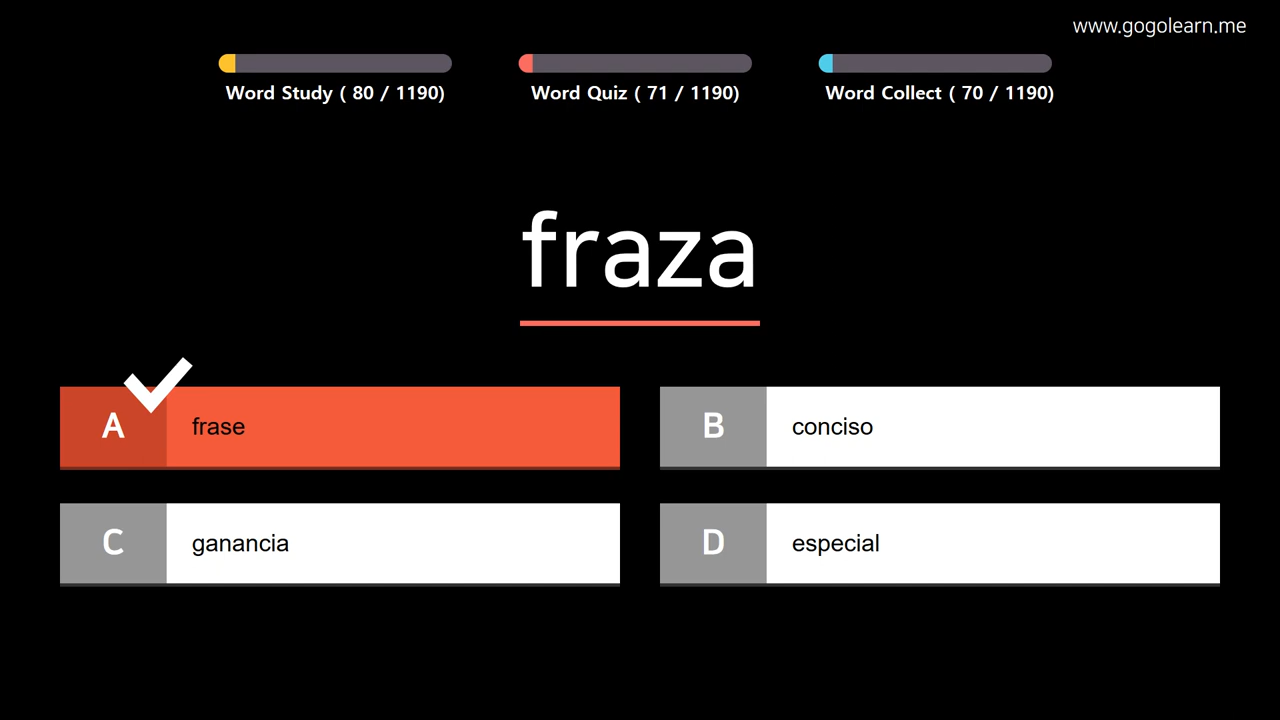 www.gogolearn.me
Word Study ( 80 / 1190)
Word Quiz ( 71 / 1190)
Word Collect ( 70 / 1190)
fraza
A frase
B conciso
C ganancia
D especial